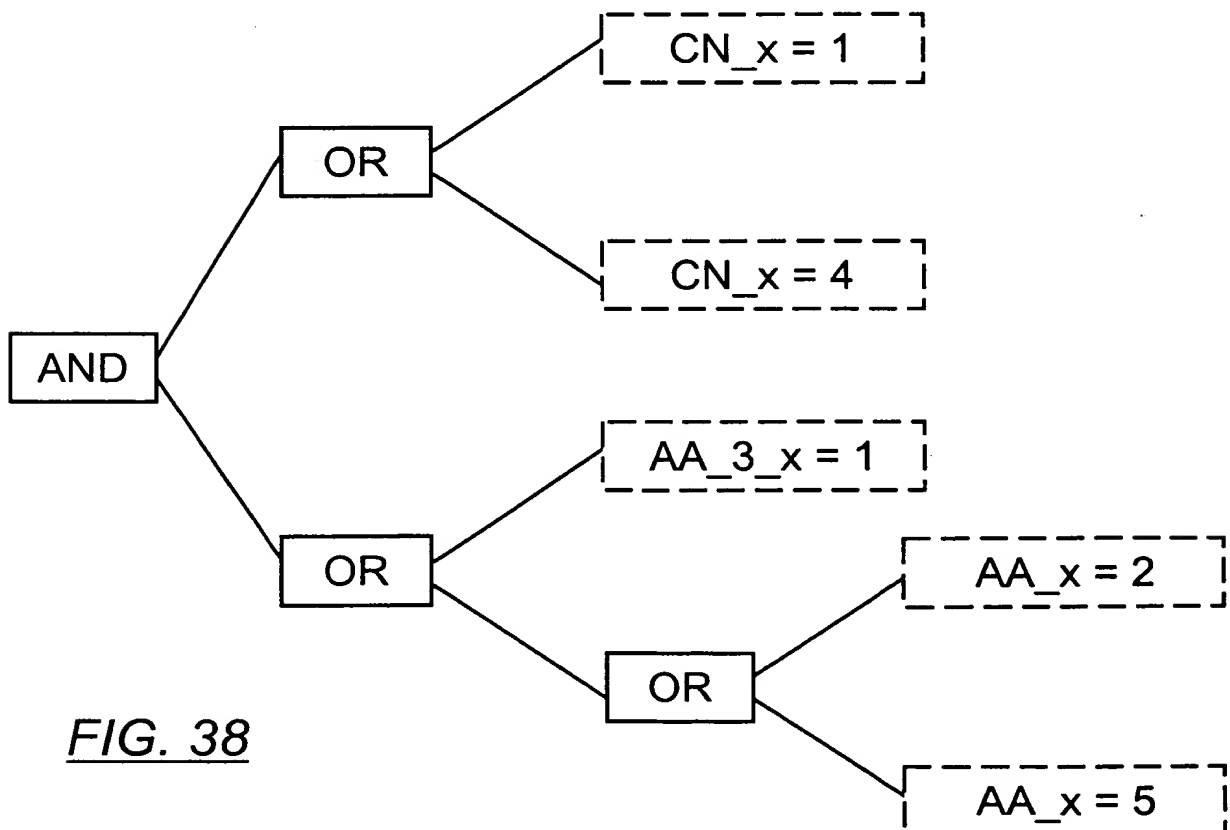 CN_x = 1
OR
CN_x = 4
AND
AA_3_x = 1
OR
AA_x = 2
OR
AA_x = 5
FIG. 38